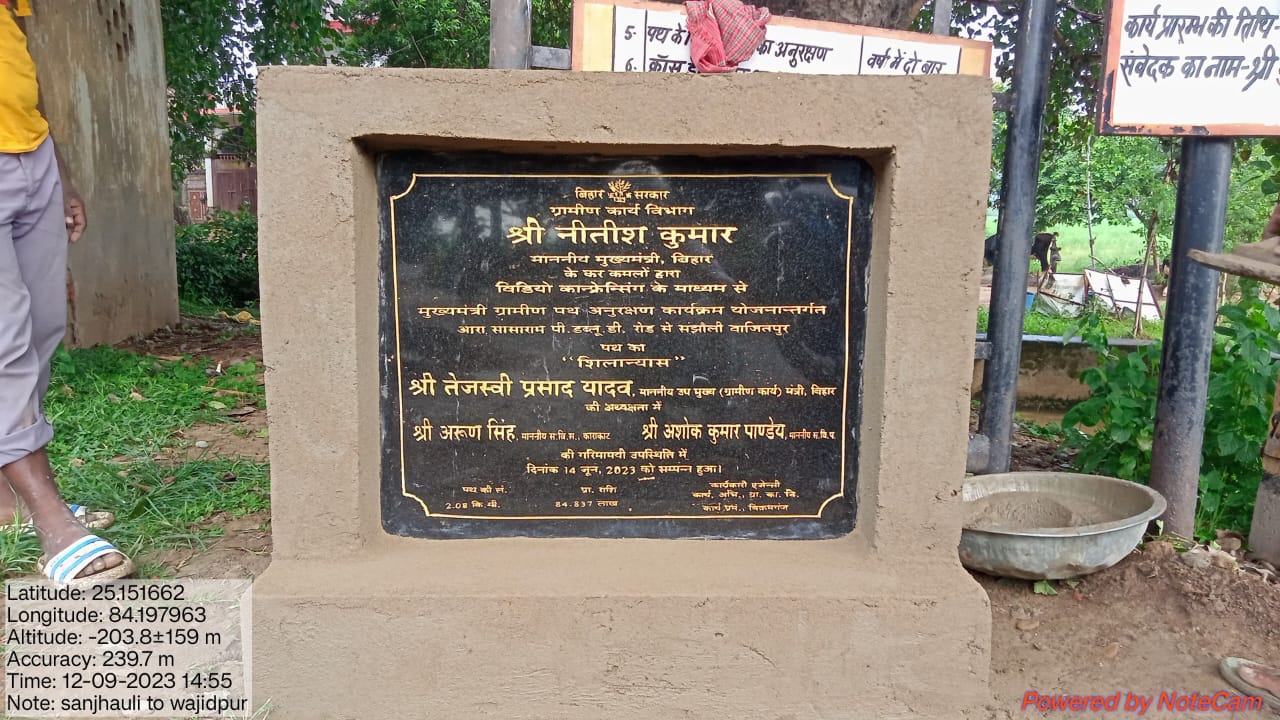 5- पथ के का अनुरक्षण
वर्ष में दो बार
6. क्रॉस
कार्य प्रारम्भ की तिथि-
संवेदक का नाम-श्री
बिहार सरकार
ग्रामीण कार्य विभाग
श्री नीतीश कुमार
माननीय मुख्यमंत्री, बिहार
के कर कमलों द्वारा
विडियो कान्फ्रेन्सिंग के माध्यम से
मुख्यमंत्री ग्रामीण पथ अनुरक्षण कार्यक्रम योजनान्तर्गत
आरा सासाराम पी. डब्लू. डी. रोड से संझौली वाजितपुर
पथ का
"शिलान्यास"
श्री तेजस्वी प्रसाद यादव, माननीय उप मुख्य (ग्रामीण कार्य) मंत्री, बिहार
की अध्यक्षता में
श्री अरूण सिंह, माननीय स.वि.स., काराकाट श्री अशोक कुमार पाण्डेय, माननीय स.वि.प.
की गरिमामयी उपस्थिति में
दिनांक 14 जून, 2023 को सम्पन्न हुआ।
पथ की लं. प्रा. राशि कार्यकारी एजेन्सी
2.08 कि.मी. 84.837 लाख कार्य. अभि., ग्रा. का. वि.
कार्य प्रमं., बिक्रमगंज
Latitude: 25.151662
Longitude: 84.197963
Altitude: -203.8±159 m
Accuracy: 239.7 m
Time: 12-09-2023 14:55
Note: sanjhauli to wajidpur
Powered by NoteCam